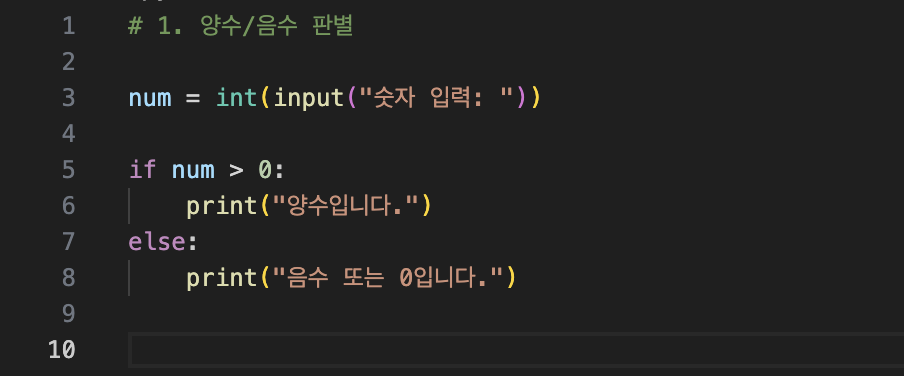 1 # 1. 양수/음수 판별
2
3 num = int(input("숫자 입력: "))
4
5 if num > 0:
6     print("양수입니다.")
7 else:
8     print("음수 또는 0입니다.")
9
10